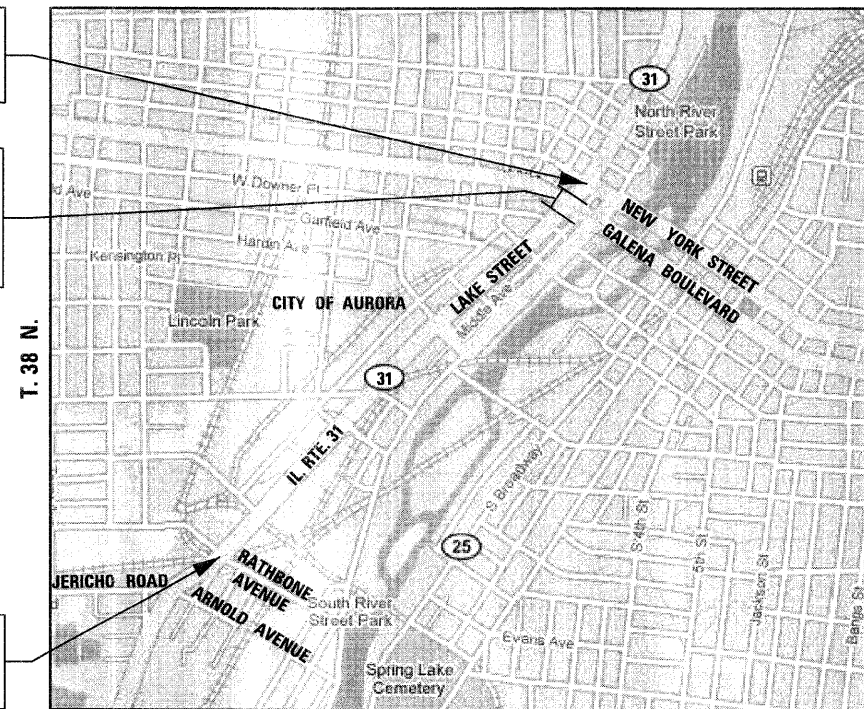 31
North River
Street Park
W Downer Pl
Garfield Ave
Hardin Ave
Kensington Pl
NEW YORK STREET
GALENA BOULEVARD
LAKE STREET
Middle Ave
CITY OF AURORA
Lincoln Park
T. 38 N.
31
IL. RTE. 31
S Broadway
S 4th St
5th St
Jackson St
Bangs St
25
JERICHO ROAD
RATHBONE
AVENUE
ARNOLD AVENUE
South River
Street Park
Evans Ave
Spring Lake
Cemetery